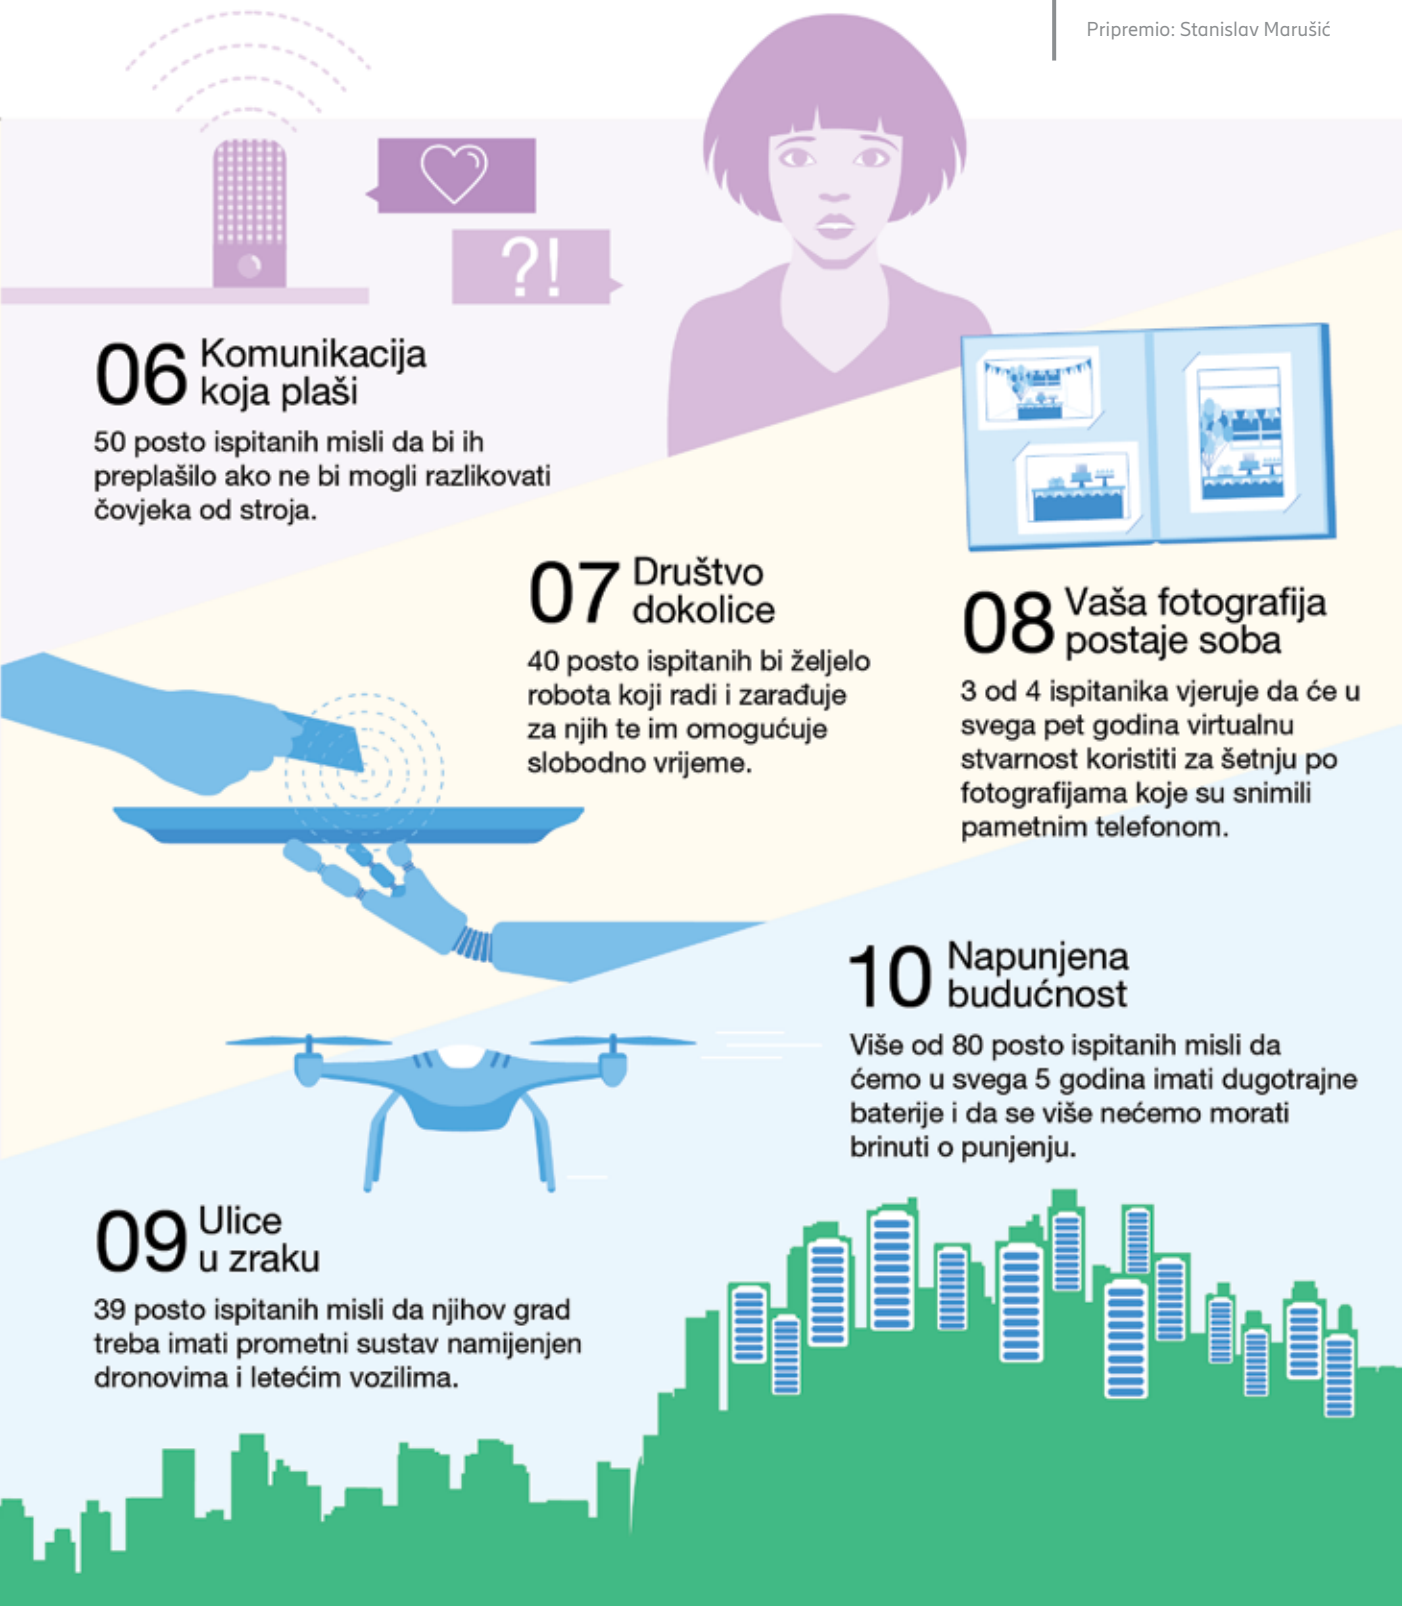 Pripremio: Stanislav Marušić
?!
06 Komunikacija
koja plaši
50 posto ispitanih misli da bi ih
preplašilo ako ne bi mogli razlikovati
čovjeka od stroja.
07 Društvo
dokolice
40 posto ispitanih bi željelo
robota koji radi i zarađuje
za njih te im omogućuje
slobodno vrijeme.
08 Vaša fotografija
postaje soba
3 od 4 ispitanika vjeruje da će u
svega pet godina virtualnu
stvarnost koristiti za šetnju po
fotografijama koje su snimili
pametnim telefonom.
09 Ulice
u zraku
39 posto ispitanih misli da njihov grad
treba imati prometni sustav namijenjen
dronovima i letećim vozilima.
10 Napunjena
budućnost
Više od 80 posto ispitanih misli da
ćemo u svega 5 godina imati dugotrajne
baterije i da se više nećemo morati
brinuti o punjenju.